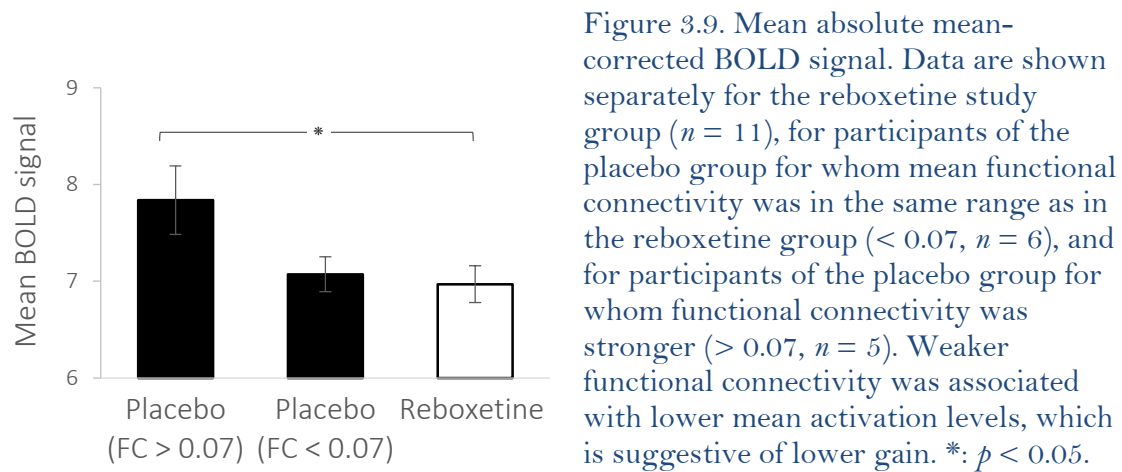 9
8
7
6
Mean BOLD signal
*
Placebo
(FC > 0.07)
Placebo
(FC < 0.07)
Reboxetine
Figure 3.9. Mean absolute mean-
corrected BOLD signal. Data are shown
separately for the reboxetine study
group (n = 11), for participants of the
placebo group for whom mean functional
connectivity was in the same range as in
the reboxetine group (< 0.07, n = 6), and
for participants of the placebo group for
whom functional connectivity was
stronger (> 0.07, n = 5). Weaker
functional connectivity was associated
with lower mean activation levels, which
is suggestive of lower gain. *: p < 0.05.